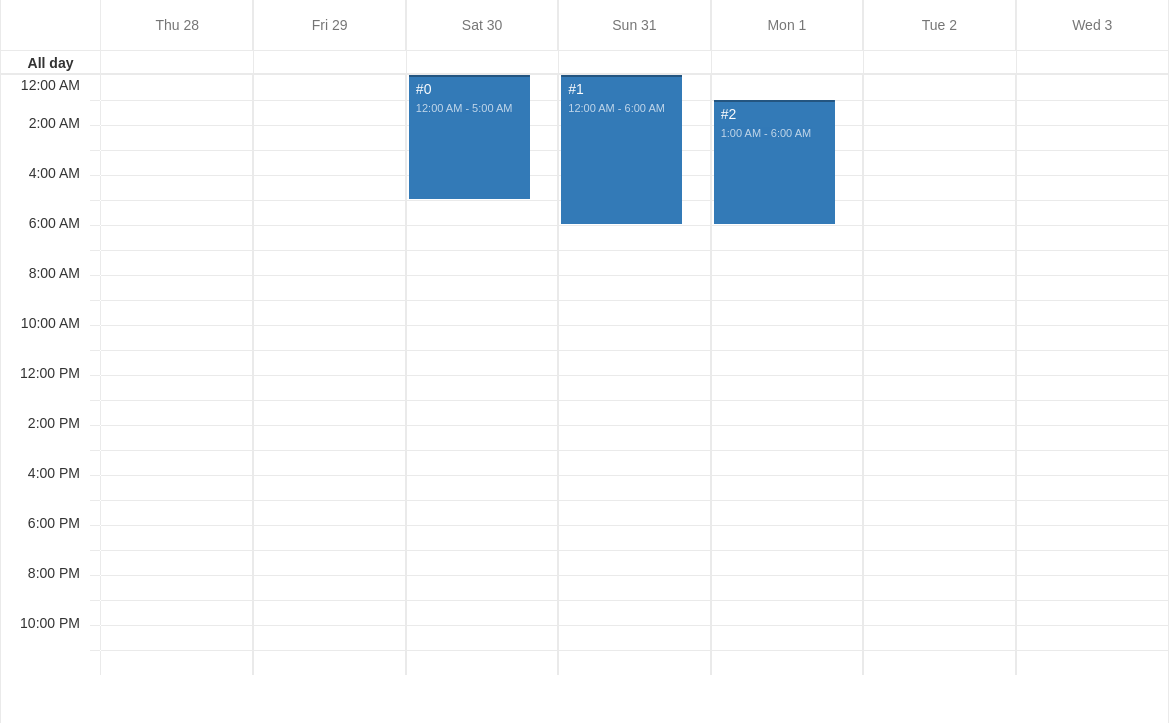 Thu 28
Fri 29
Sat 30
Sun 31
Mon 1
Tue 2
Wed 3
All day
12:00 AM
2:00 AM
4:00 AM
6:00 AM
8:00 AM
10:00 AM
12:00 PM
2:00 PM
4:00 PM
6:00 PM
8:00 PM
10:00 PM
#0
12:00 AM - 5:00 AM
#1
12:00 AM - 6:00 AM
#2
1:00 AM - 6:00 AM